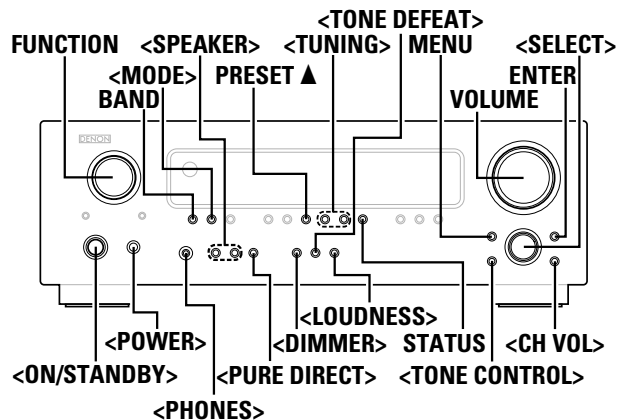 <TONE DEFEAT>
FUNCTION <SPEAKER> <TUNING> MENU <SELECT>
<MODE> PRESET ▲ ENTER
BAND VOLUME
DENON
<LOUDNESS>
<POWER> <DIMMER> STATUS <CH VOL>
<ON/STANDBY> <PURE DIRECT> <TONE CONTROL>
<PHONES>